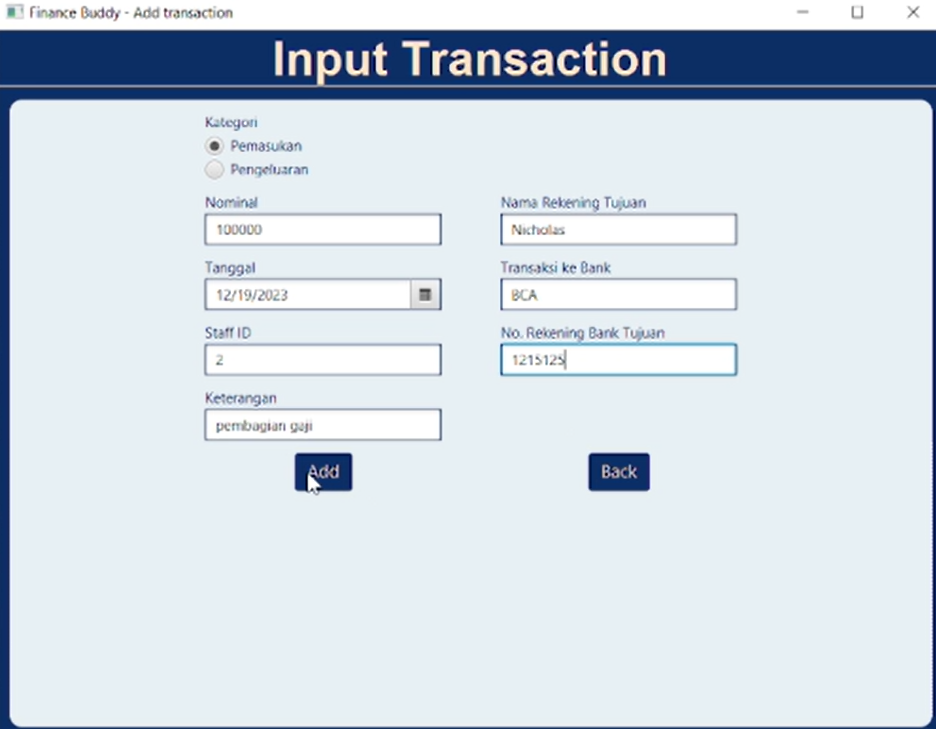 Finance Buddy - Add transaction
Input Transaction
Kategori
Pemasukan
Pengeluaran
Nominal
100000
Tanggal
12/19/2023
Staff ID
2
Keterangan
pembagian gaji
Nama Rekening Tujuan
Nicholas
Transaksi ke Bank
BCA
No. Rekening Bank Tujuan
1215125
Add
Back